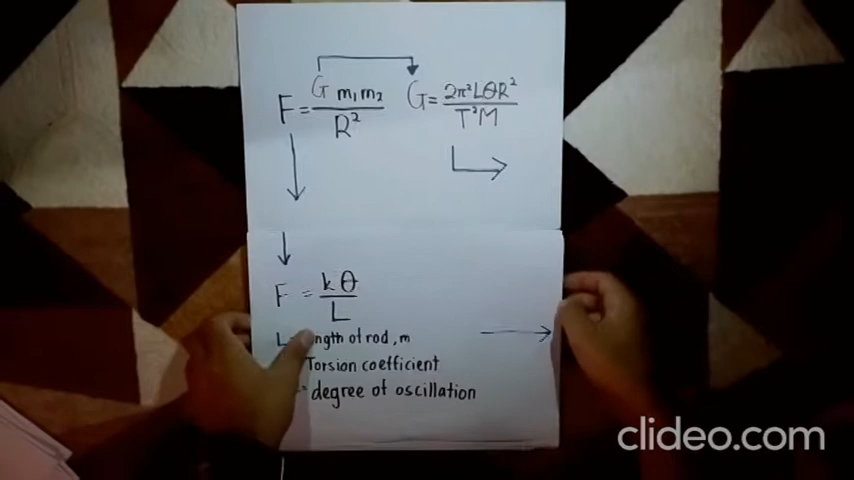 F = G m₁m₂ / R²
G = 2π²LθR² / T²M
F = kθ / L
L ngth of rod, m
Torsion coefficient
= degree of oscillation
clideo.com